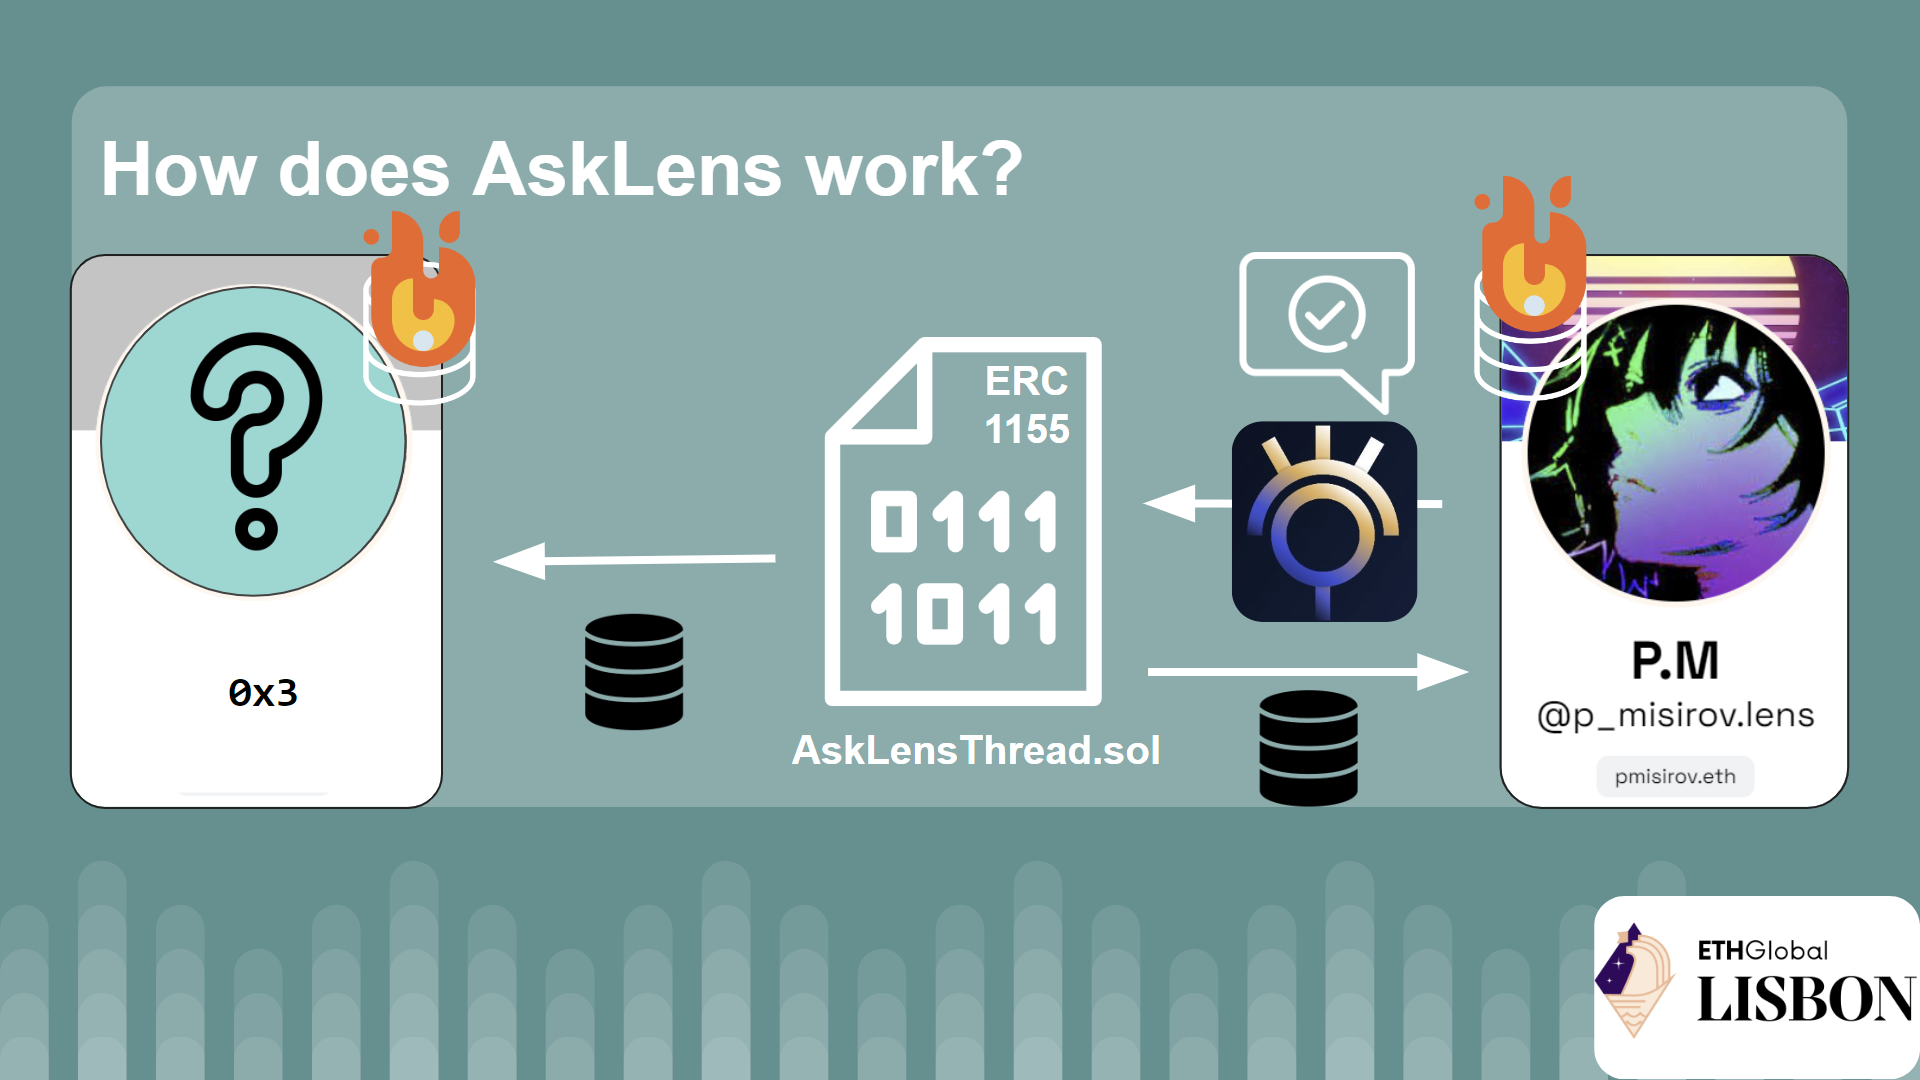 How does AskLens work?
ERC
1155
0111
1011
AskLensThread.sol
0x3
P.M
@p_misirov.lens
pmisirov.eth
ETHGlobal
LISBON